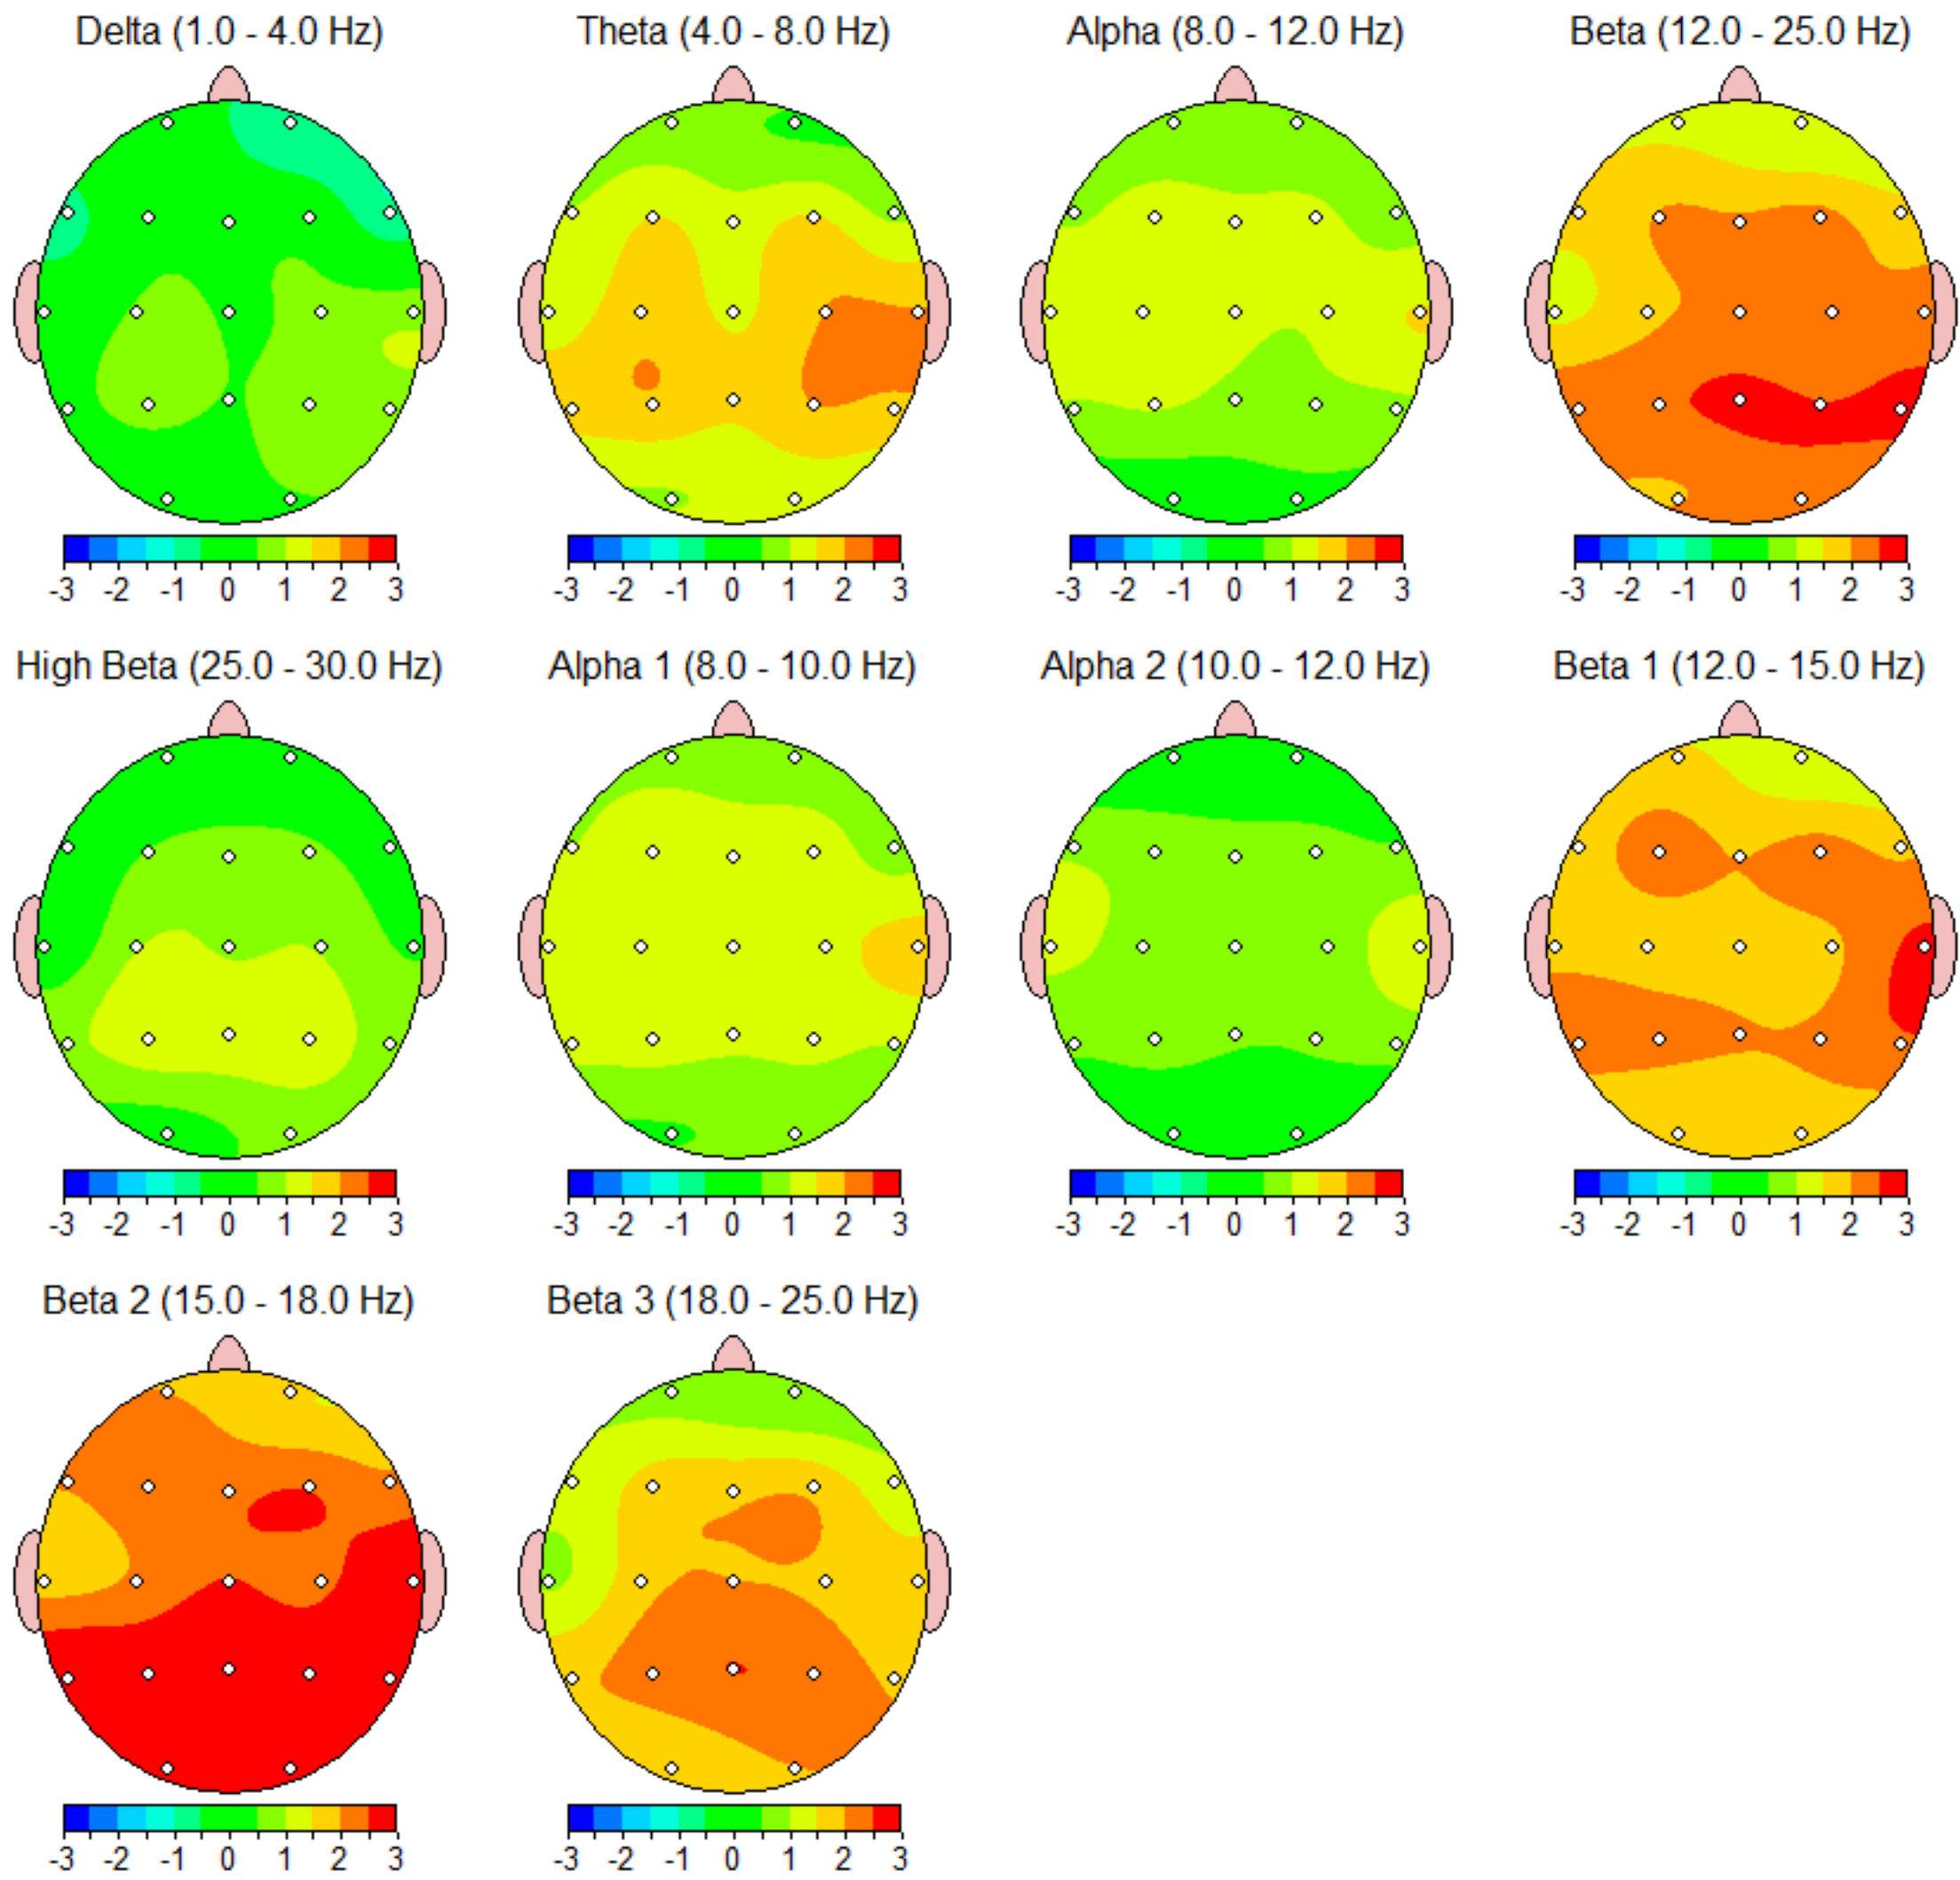 Delta (1.0 - 4.0 Hz)
Theta (4.0 - 8.0 Hz)
Alpha (8.0 - 12.0 Hz)
Beta (12.0 - 25.0 Hz)
-3 -2 -1 0 1 2 3
-3 -2 -1 0 1 2 3
-3 -2 -1 0 1 2 3
-3 -2 -1 0 1 2 3
High Beta (25.0 - 30.0 Hz)
Alpha 1 (8.0 - 10.0 Hz)
Alpha 2 (10.0 - 12.0 Hz)
Beta 1 (12.0 - 15.0 Hz)
-3 -2 -1 0 1 2 3
-3 -2 -1 0 1 2 3
-3 -2 -1 0 1 2 3
-3 -2 -1 0 1 2 3
Beta 2 (15.0 - 18.0 Hz)
Beta 3 (18.0 - 25.0 Hz)
-3 -2 -1 0 1 2 3
-3 -2 -1 0 1 2 3